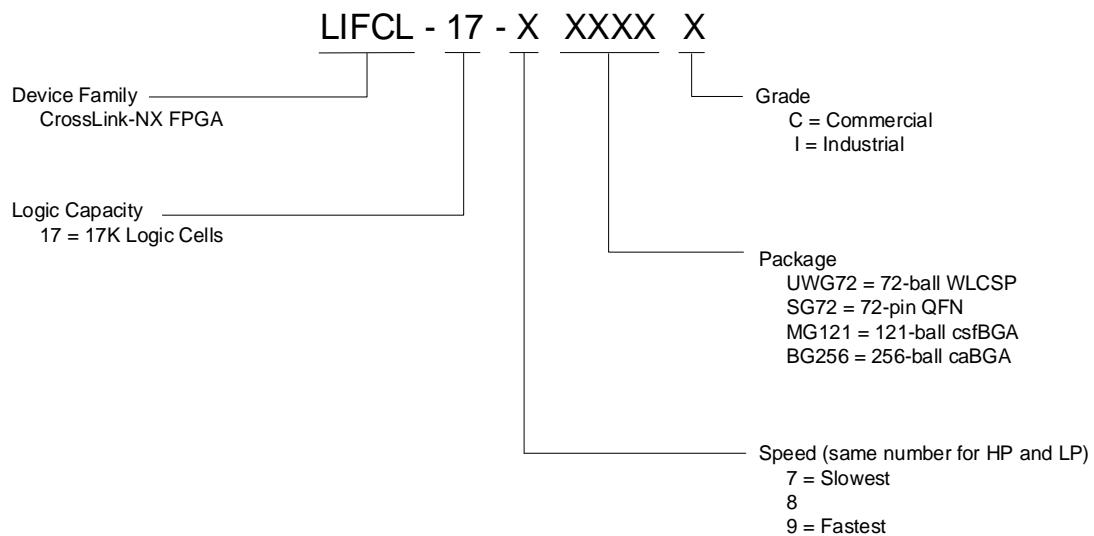 LIFCL - 17 - X XXXX X
Device Family
CrossLink-NX FPGA
Logic Capacity
17 = 17K Logic Cells
Grade
C = Commercial
I = Industrial
Package
UWG72 = 72-ball WLCSP
SG72 = 72-pin QFN
MG121 = 121-ball csfBGA
BG256 = 256-ball caBGA
Speed (same number for HP and LP)
7 = Slowest
8
9 = Fastest